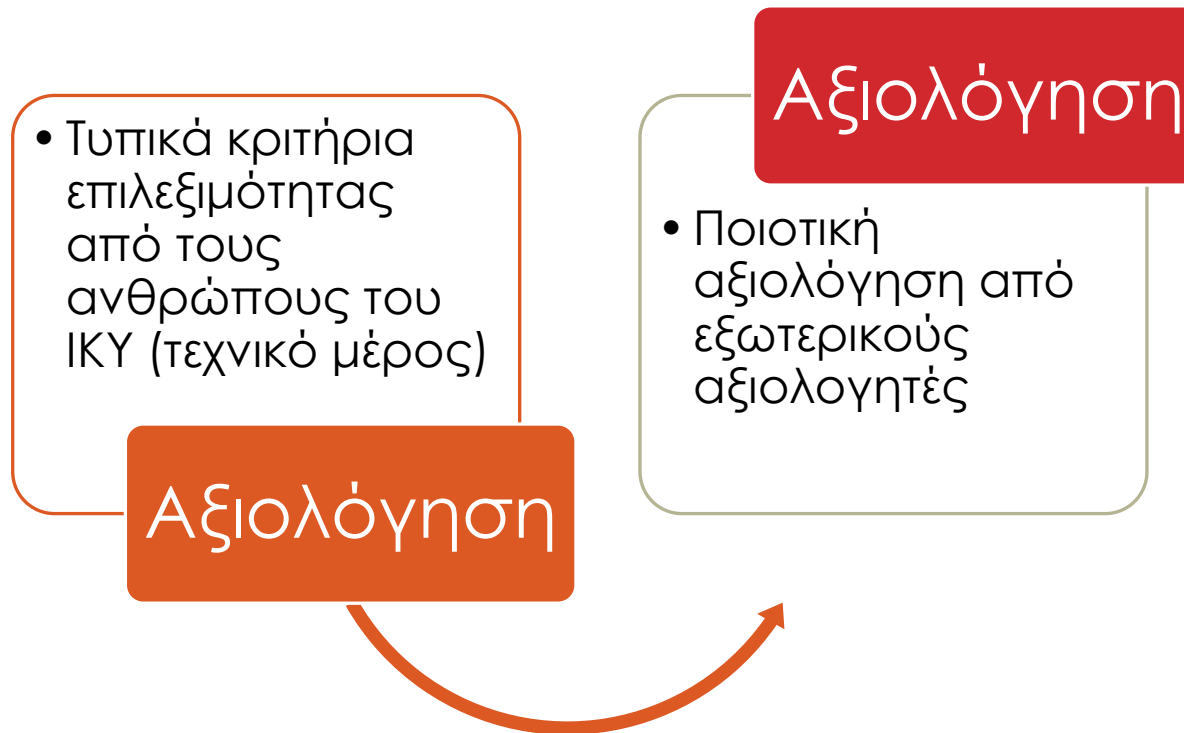 • Τυπικά κριτήρια
επιλεξιμότητας
από τους
ανθρώπους του
ΙΚΥ (τεχνικό μέρος)
Αξιολόγηση
Αξιολόγηση
• Ποιοτική
αξιολόγηση από
εξωτερικούς
αξιολογητές